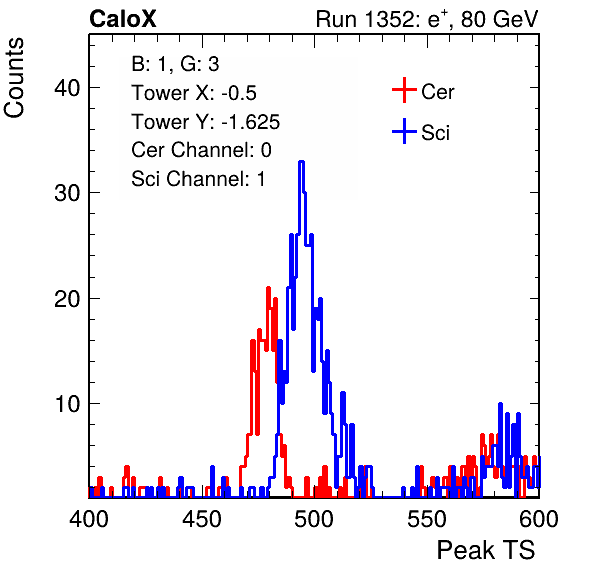 CaloX Run 1352: e⁺, 80 GeV
Counts
B: 1, G: 3
Tower X: -0.5
Tower Y: -1.625
Cer Channel: 0
Sci Channel: 1
Cer
Sci
40
30
20
10
400 450 500 550 600
Peak TS